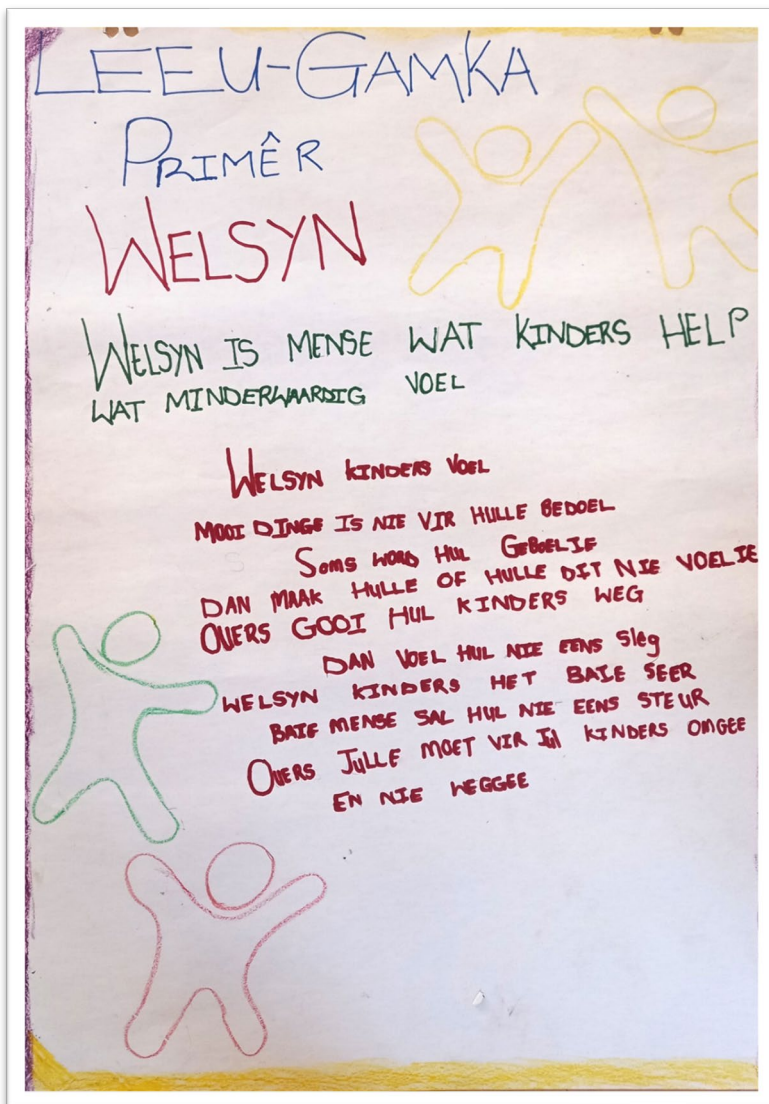 LEEU-GAMKA
PRIMÊR
WELSYN
WELSYN IS MENSE WAT KINDERS HELP
WAT MINDERWAARDIG VOEL
WELSYN KINDERS VOEL
MOOI DINGE IS NIE VIR HULLE BEDOEL
SOMS WORD HUL GEBOELIE
DAN MAAK HULLE OF HULLE DIT NIE VOEL IE
OUERS GOOI HUL KINDERS WEG
DAN VOEL HUL NIE EENS Sleg
WELSYN KINDERS HET BAIE SEER
BAIE MENSE SAL HUL NIE EENS STEUR
OUERS JULLE MOET VIR KINDERS OMGEE
EN NIE WEGGEE